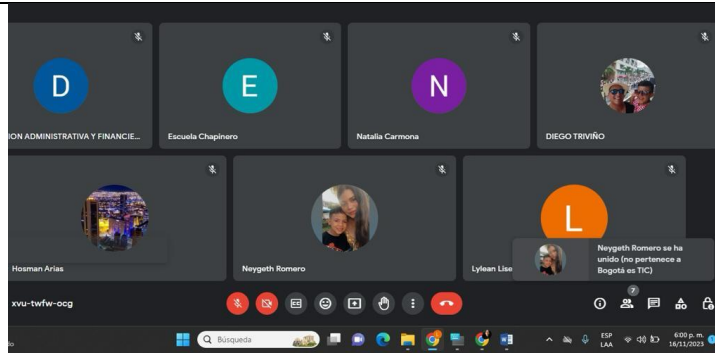 D
E
N
ION ADMINISTRATIVA Y FINANCIE...
Escuela Chapinero
Natalia Carmona
DIEGO TRIVIÑO
L
Hosman Arias
Neygeth Romero
Lylean Lise
Neygeth Romero se ha
unido (no pertenece a
Bogotá es TIC)
xvu-twfw-ocg
7
Búsqueda
ESP
LAA
6:00 p. m.
16/11/2023